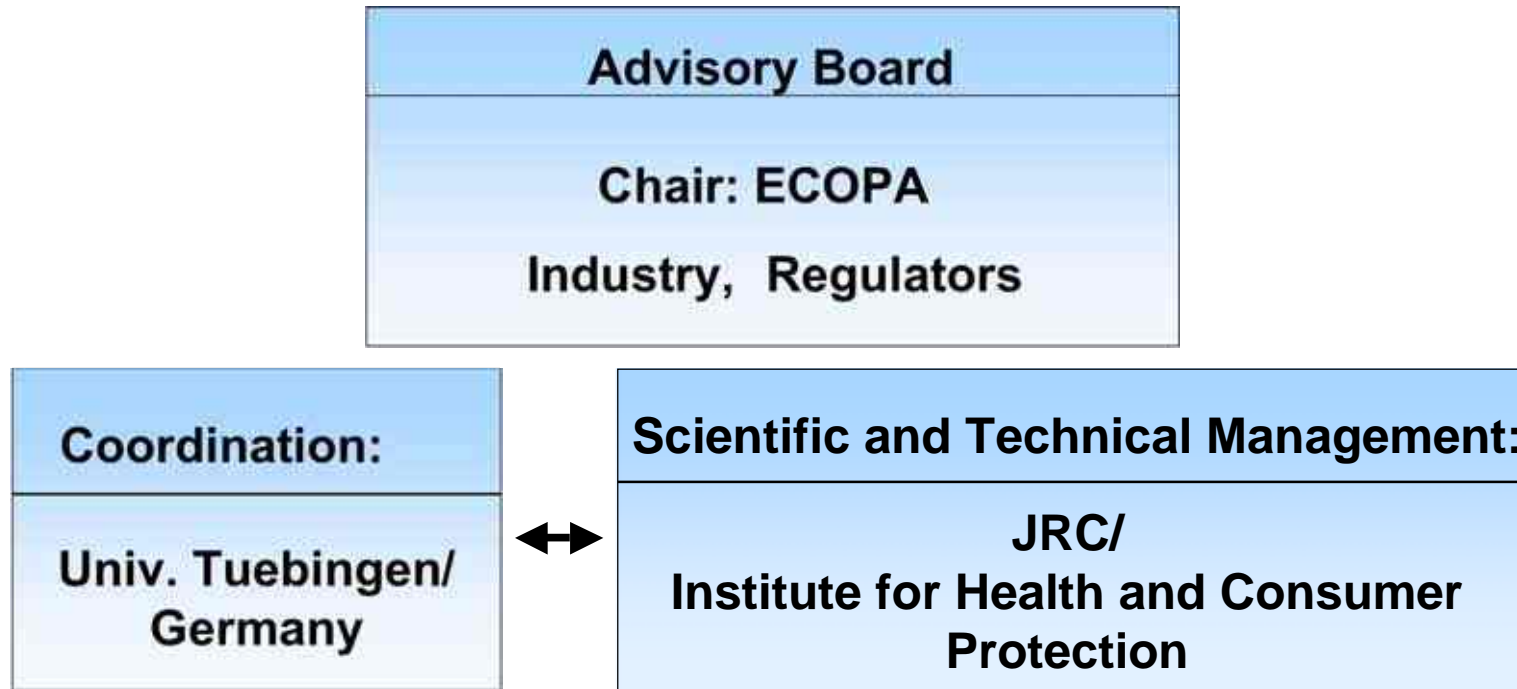 Advisory Board
Chair: ECOPA
Industry, Regulators
Coordination:
Univ. Tuebingen/
Germany
Scientific and Technical Management:
JRC/
Institute for Health and Consumer
Protection